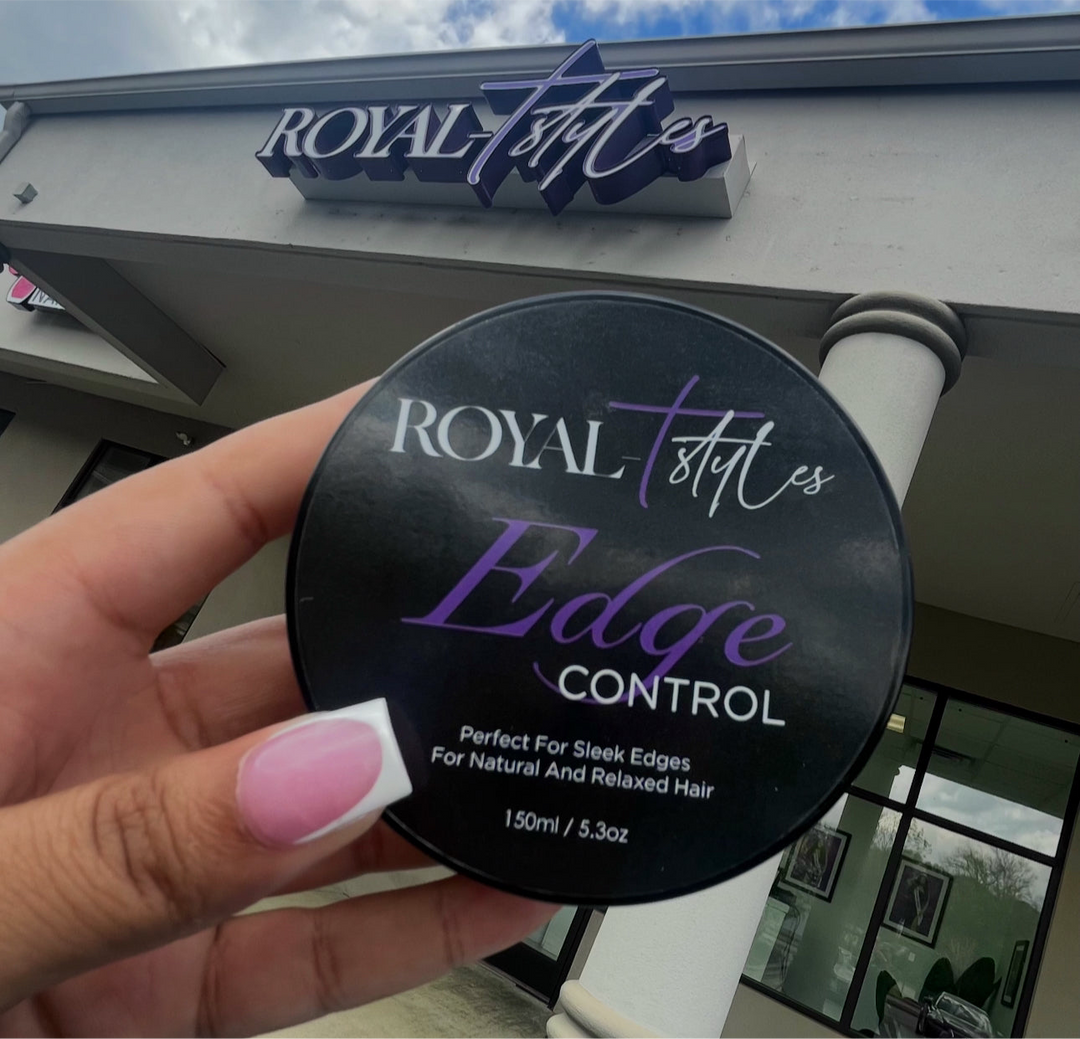 ROYAL-Tstyles
ROYAL-Tstyles
Edge
CONTROL
Perfect For Sleek Edges
For Natural And Relaxed Hair
150ml / 5.3oz